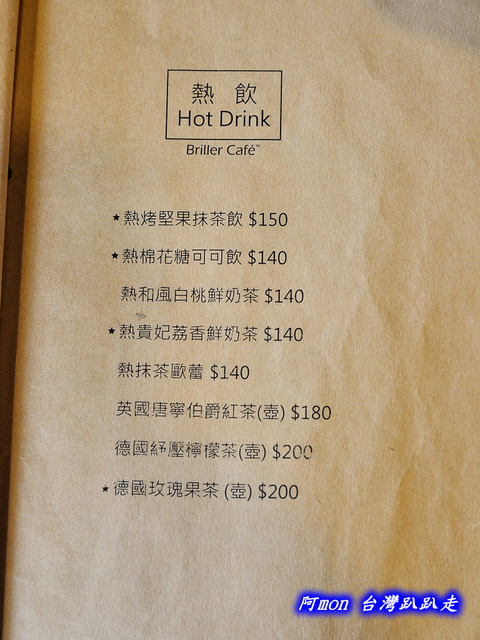 熱 飲
Hot Drink
Briller Café™
★熱烤堅果抹茶飲 $150
★熱棉花糖可可飲 $140
熱和風白桃鮮奶茶 $140
★熱貴妃荔香鮮奶茶 $140
熱抹茶歐蕾 $140
英國唐寧伯爵紅茶(壺) $180
德國紓壓檸檬茶(壺) $200
★德國玫瑰果茶 (壺) $200
阿mon 台灣趴趴走